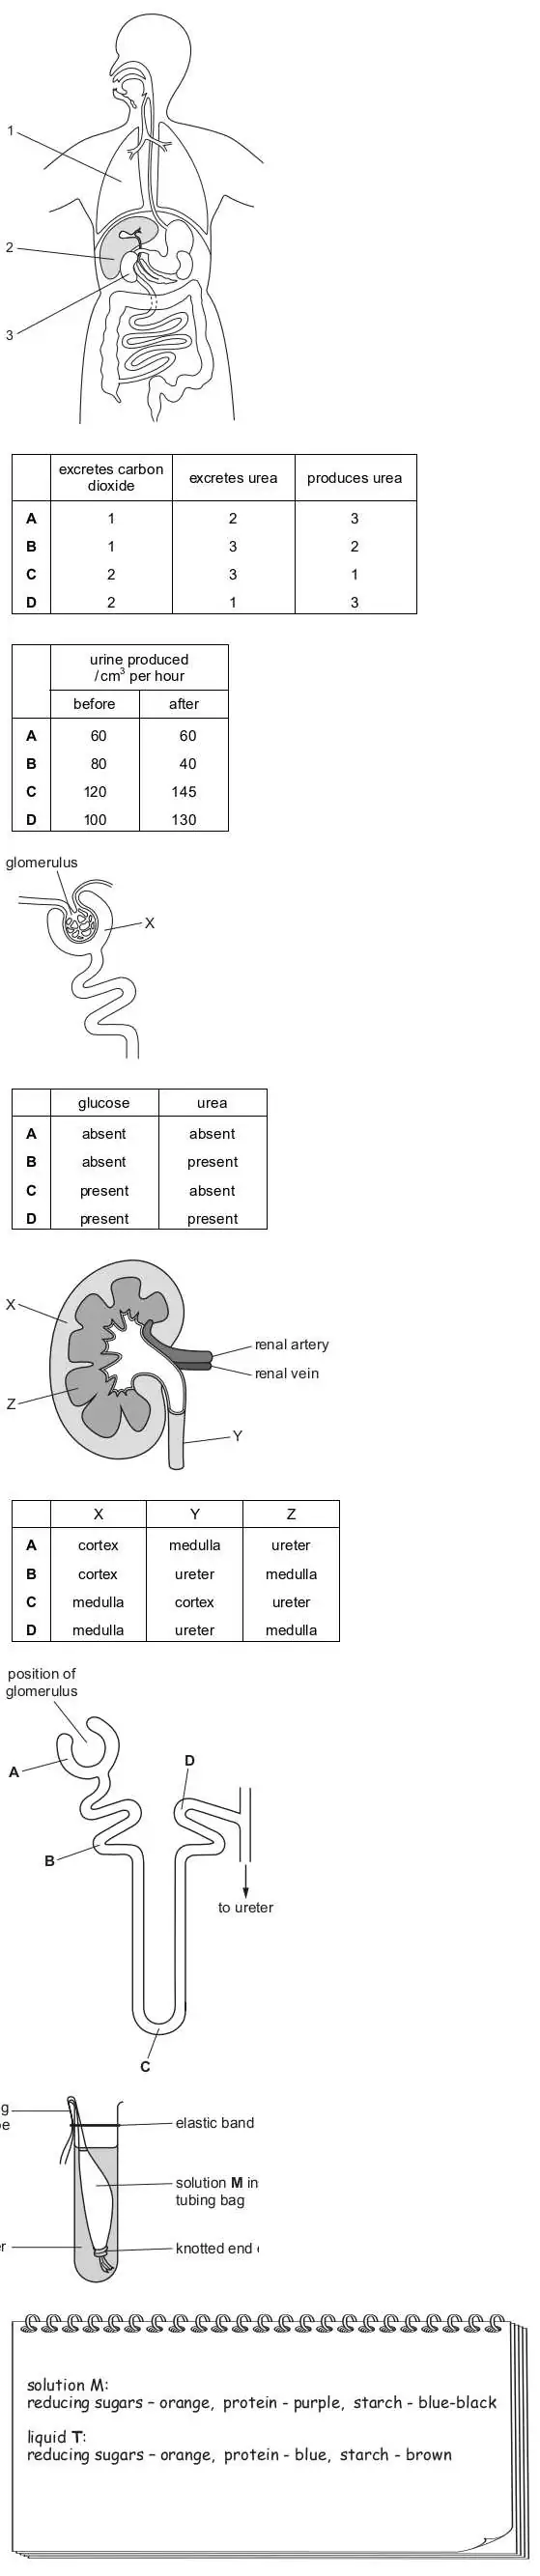 1
2
3
excretes carbon dioxide excretes urea produces urea
A 1 2 3
B 1 3 2
C 2 3 1
D 2 1 3
urine produced
/cm³ per hour
before after
A 60 60
B 80 40
C 120 145
D 100 130
glomerulus
X
glucose urea
A absent absent
B absent present
C present absent
D present present
X
renal artery
renal vein
Z
Y
X Y Z
A cortex medulla ureter
B cortex ureter medulla
C medulla cortex ureter
D medulla ureter medulla
position of
glomerulus
D
A
B
to ureter
C
g
e
elastic band
solution M in
tubing bag
r
knotted end
solution M:
reducing sugars – orange, protein - purple, starch - blue-black
liquid T:
reducing sugars – orange, protein - blue, starch - brown